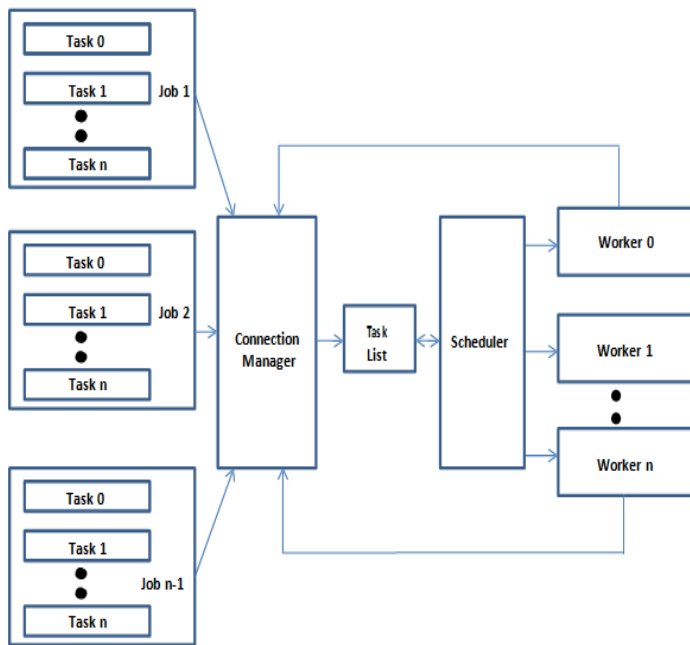 Task 0
Task 1
Job 1
Task n
Task 0
Task 1
Job 2
Task n
Task 0
Task 1
Job n-1
Task n
Connection
Manager
Task
List
Scheduler
Worker 0
Worker 1
Worker n